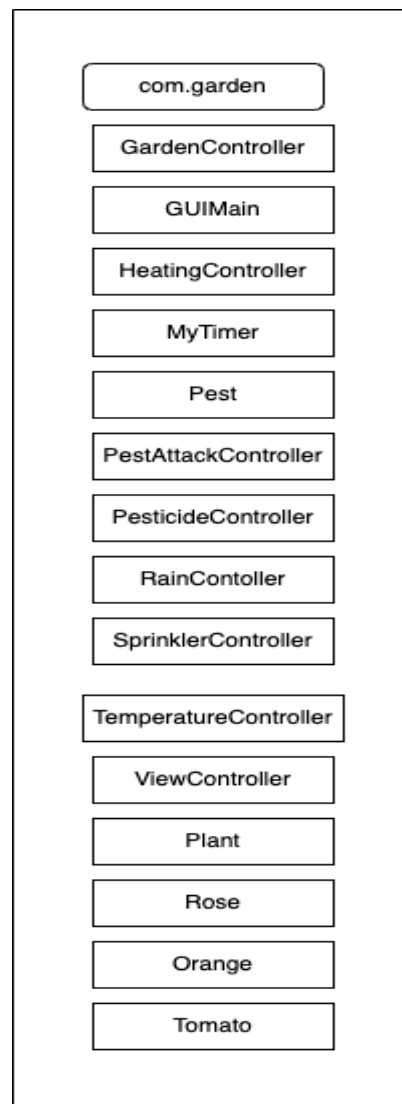 com.garden
GardenController
GUIMain
HeatingController
MyTimer
Pest
PestAttackController
PesticideController
RainContoller
SprinklerController
TemperatureController
ViewController
Plant
Rose
Orange
Tomato